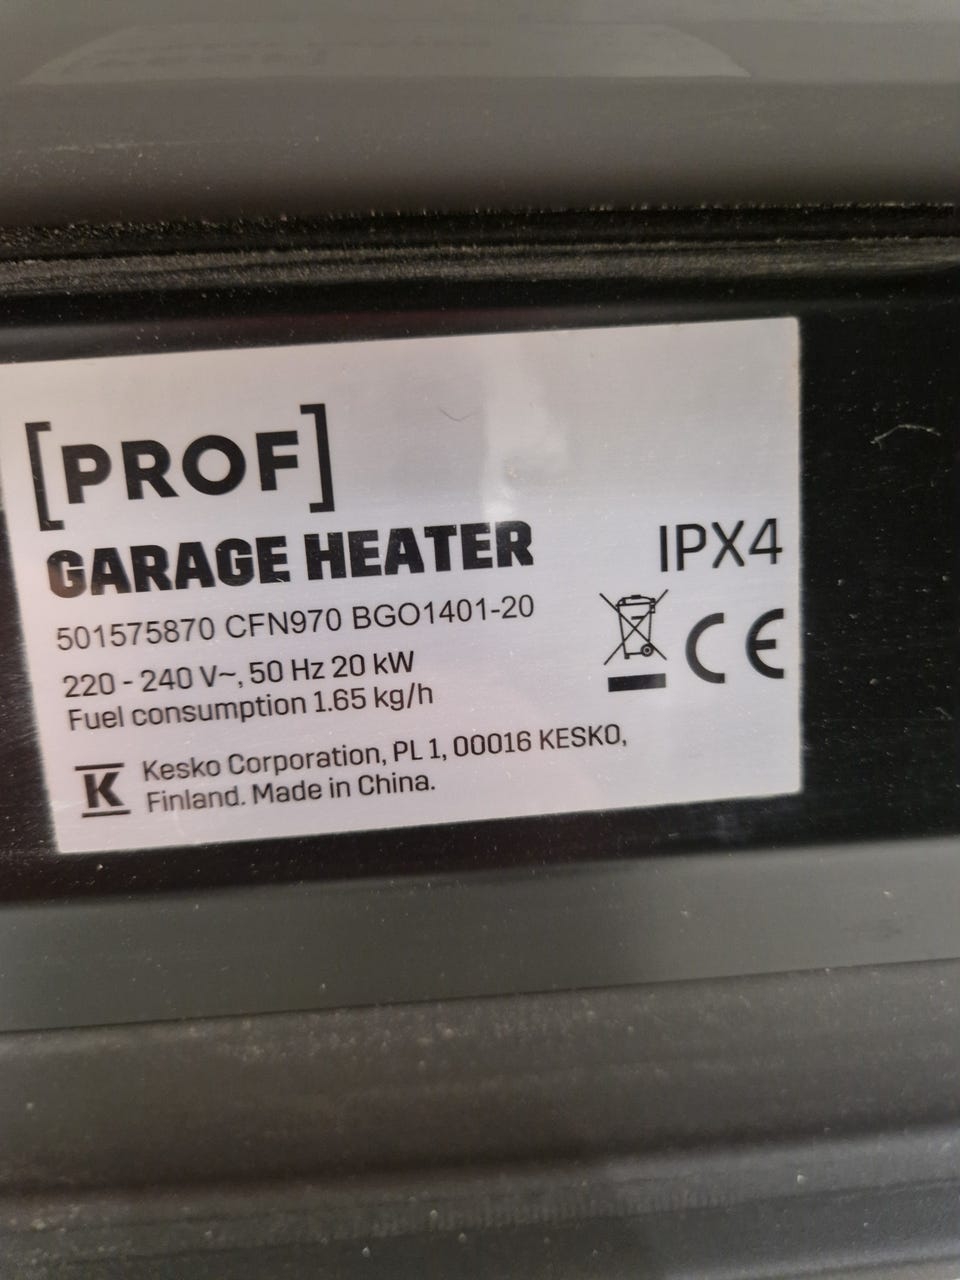 [PROF]
GARAGE HEATER
IPX4
501575870 CFN970 BGO1401-20
220 - 240 V~, 50 Hz 20 kW
Fuel consumption 1.65 kg/h
CE
K
Kesko Corporation, PL 1, 00016 KESKO,
Finland. Made in China.